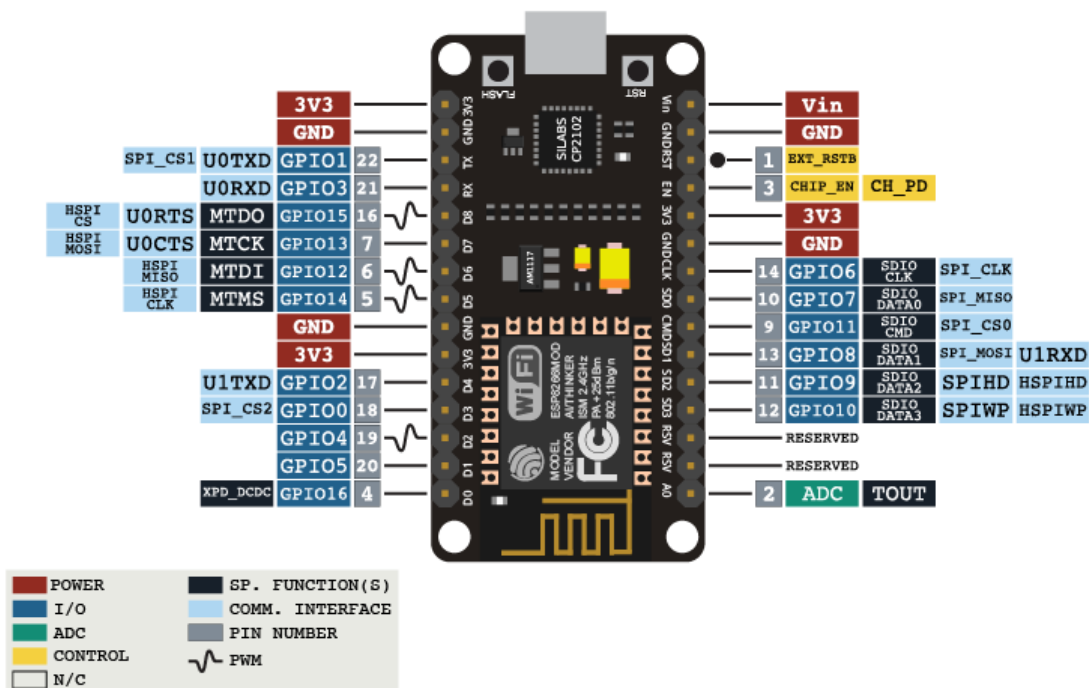 FLASH
RST
3V3 3V3 Vin Vin
GND GND SILABS CP2102 GND GND
SPI_CS1 U0TXD GPIO1 22 TX RST 1 EXT_RSTB
U0RXD GPIO3 21 RX EN 3 CHIP_EN CH_PD
HSPI CS U0RTS MTDO GPIO15 16 D8 3V3 3V3
HSPI MOSI U0CTS MTCK GPIO13 7 D7 GND GND
HSPI MISO MTDI GPIO12 6 D6 AM1117 CLK 14 GPIO6 SDIO CLK SPI_CLK
HSPI CLK MTMS GPIO14 5 D5 SD0 10 GPIO7 SDIO DATA0 SPI_MISO
GND GND CMD 9 GPIO11 SDIO CMD SPI_CS0
3V3 3V3 SD1 13 GPIO8 SDIO DATA1 SPI_MOSI U1RXD
U1TXD GPIO2 17 D4 SD2 11 GPIO9 SDIO DATA2 SPIHD HSPIHD
SPI_CS2 GPIO0 18 D3 SD3 12 GPIO10 SDIO DATA3 SPIWP HSPIWP
GPIO4 19 D2 RSV RESERVED
GPIO5 20 D1 RSV RESERVED
XPD_DCDC GPIO16 4 D0 A0 2 ADC TOUT
Wi Fi
MODEL
VENDOR
ESP8266MOD
AI/THINKER
ISM 2.4GHz
PA +25dBm
802.11b/g/n
FC
POWER
I/O
ADC
CONTROL
N/C
SP. FUNCTION(S)
COMM. INTERFACE
PIN NUMBER
PWM